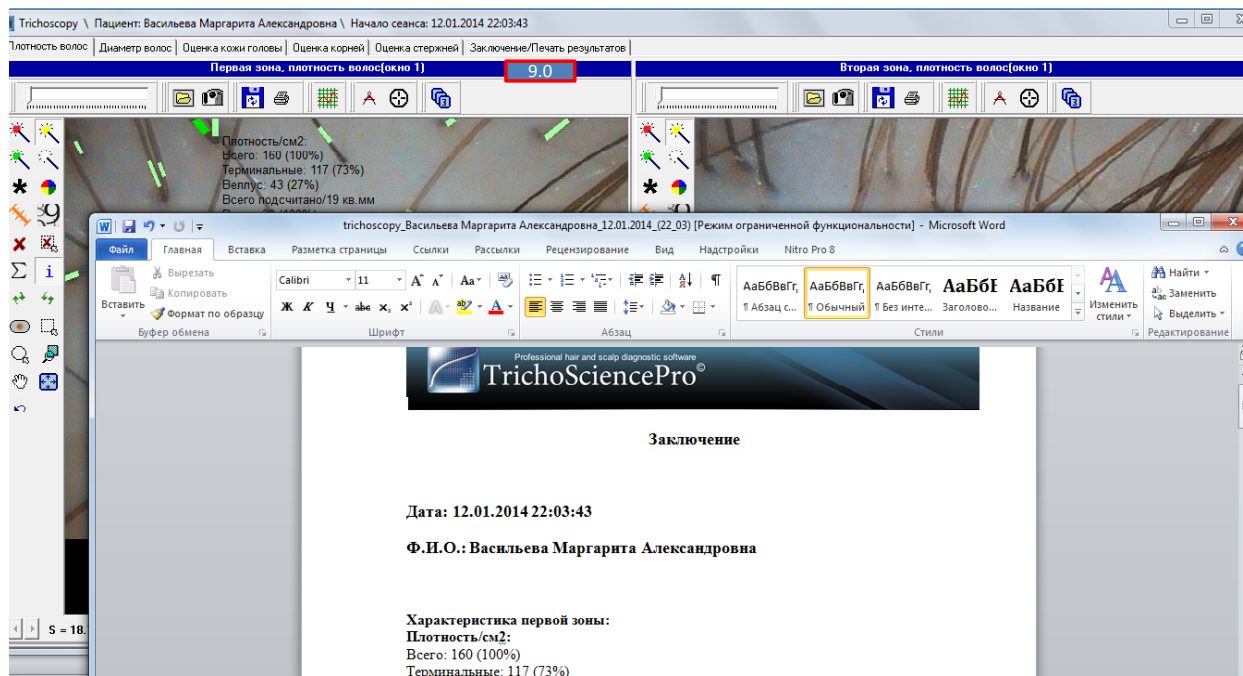 Trichoscopy \ Пациент: Васильева Маргарита Александровна \ Начало сеанса: 12.01.2014 22:03:43
Плотность волос Диаметр волос Оценка кожи головы Оценка корней Оценка стержней Заключение/Печать результатов
Первая зона, плотность волос(окно 1)
9.0
Вторая зона, плотность волос(окно 1)
Плотность/см2:
Всего: 160 (100%)
Терминальные: 117 (73%)
Веллус: 43 (27%)
Всего подсчитано/19 кв.мм
trichoscopy_Васильева Маргарита Александровна_12.01.2014_(22_03) [Режим ограниченной функциональности] - Microsoft Word
Файл Главная Вставка Разметка страницы Ссылки Рассылки Рецензирование Вид Надстройки Nitro Pro 8
Вставить
Вырезать
Копировать
Формат по образцу
Буфер обмена
Calibri 11
Ж К Ч abc x₂ x²
Шрифт
Абзац
АаБбВвГг, АаБбВвГг, АаБбВвГг, АаБбІ АаБбІ
¶ Абзац с... ¶ Обычный ¶ Без инте... Заголово... Название
Изменить стили
Стили
Найти
Заменить
Выделить
Редактирование
Professional hair and scalp diagnostic software
TrichoSciencePro©
Заключение
Дата: 12.01.2014 22:03:43
Ф.И.О.: Васильева Маргарита Александровна
Характеристика первой зоны:
Плотность/см2:
Всего: 160 (100%)
Терминальные: 117 (73%)
S = 18.